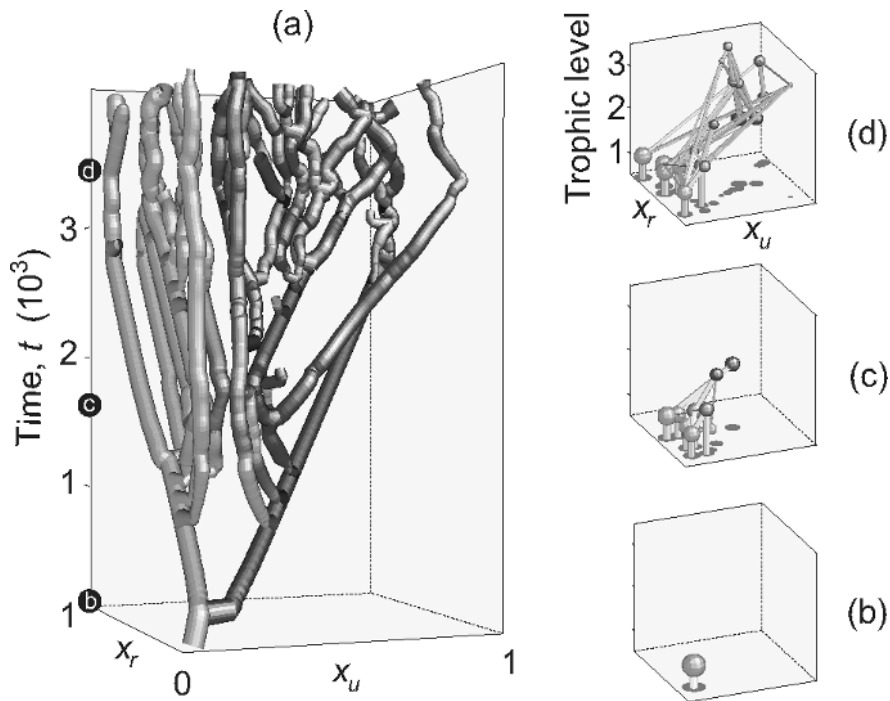 (a)
Time, t (10³)
d
3
2
c
1
b
1
x_r
0
x_u
1
Trophic level
3
2
1
x_r
x_u
(d)
(c)
(b)